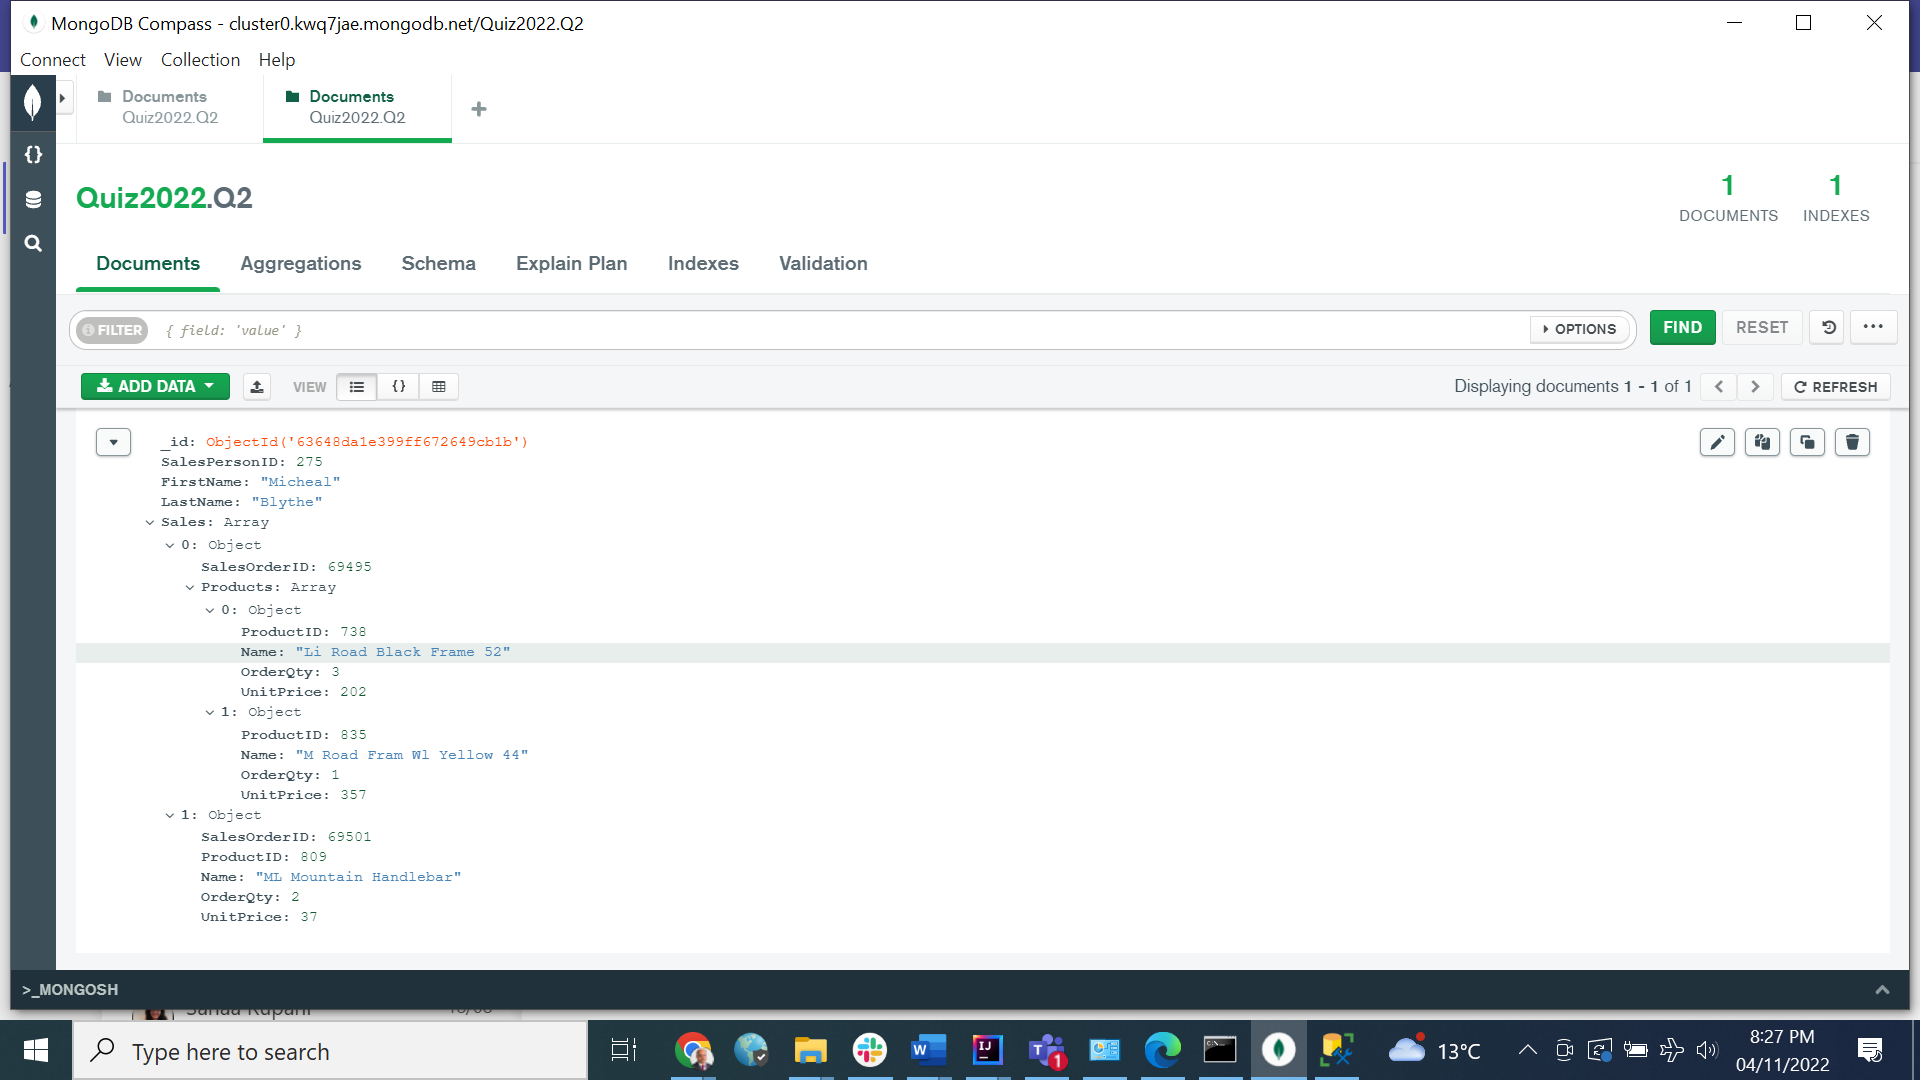 MongoDB Compass - cluster0.kwq7jae.mongodb.net/Quiz2022.Q2
Connect View Collection Help
Documents
Quiz2022.Q2
Documents
Quiz2022.Q2
+
Quiz2022.Q2
1
DOCUMENTS
1
INDEXES
Documents Aggregations Schema Explain Plan Indexes Validation
FILTER { field: 'value' } OPTIONS FIND RESET
ADD DATA VIEW {} Displaying documents 1 - 1 of 1 < > REFRESH
_id: ObjectId('63648da1e399ff672649cb1b')
SalesPersonID: 275
FirstName: "Micheal"
LastName: "Blythe"
Sales: Array
0: Object
SalesOrderID: 69495
Products: Array
0: Object
ProductID: 738
Name: "Li Road Black Frame 52"
OrderQty: 3
UnitPrice: 202
1: Object
ProductID: 835
Name: "M Road Fram Wl Yellow 44"
OrderQty: 1
UnitPrice: 357
1: Object
SalesOrderID: 69501
ProductID: 809
Name: "ML Mountain Handlebar"
OrderQty: 2
UnitPrice: 37
>_MONGOSH
Type here to search
13°C
8:27 PM
04/11/2022